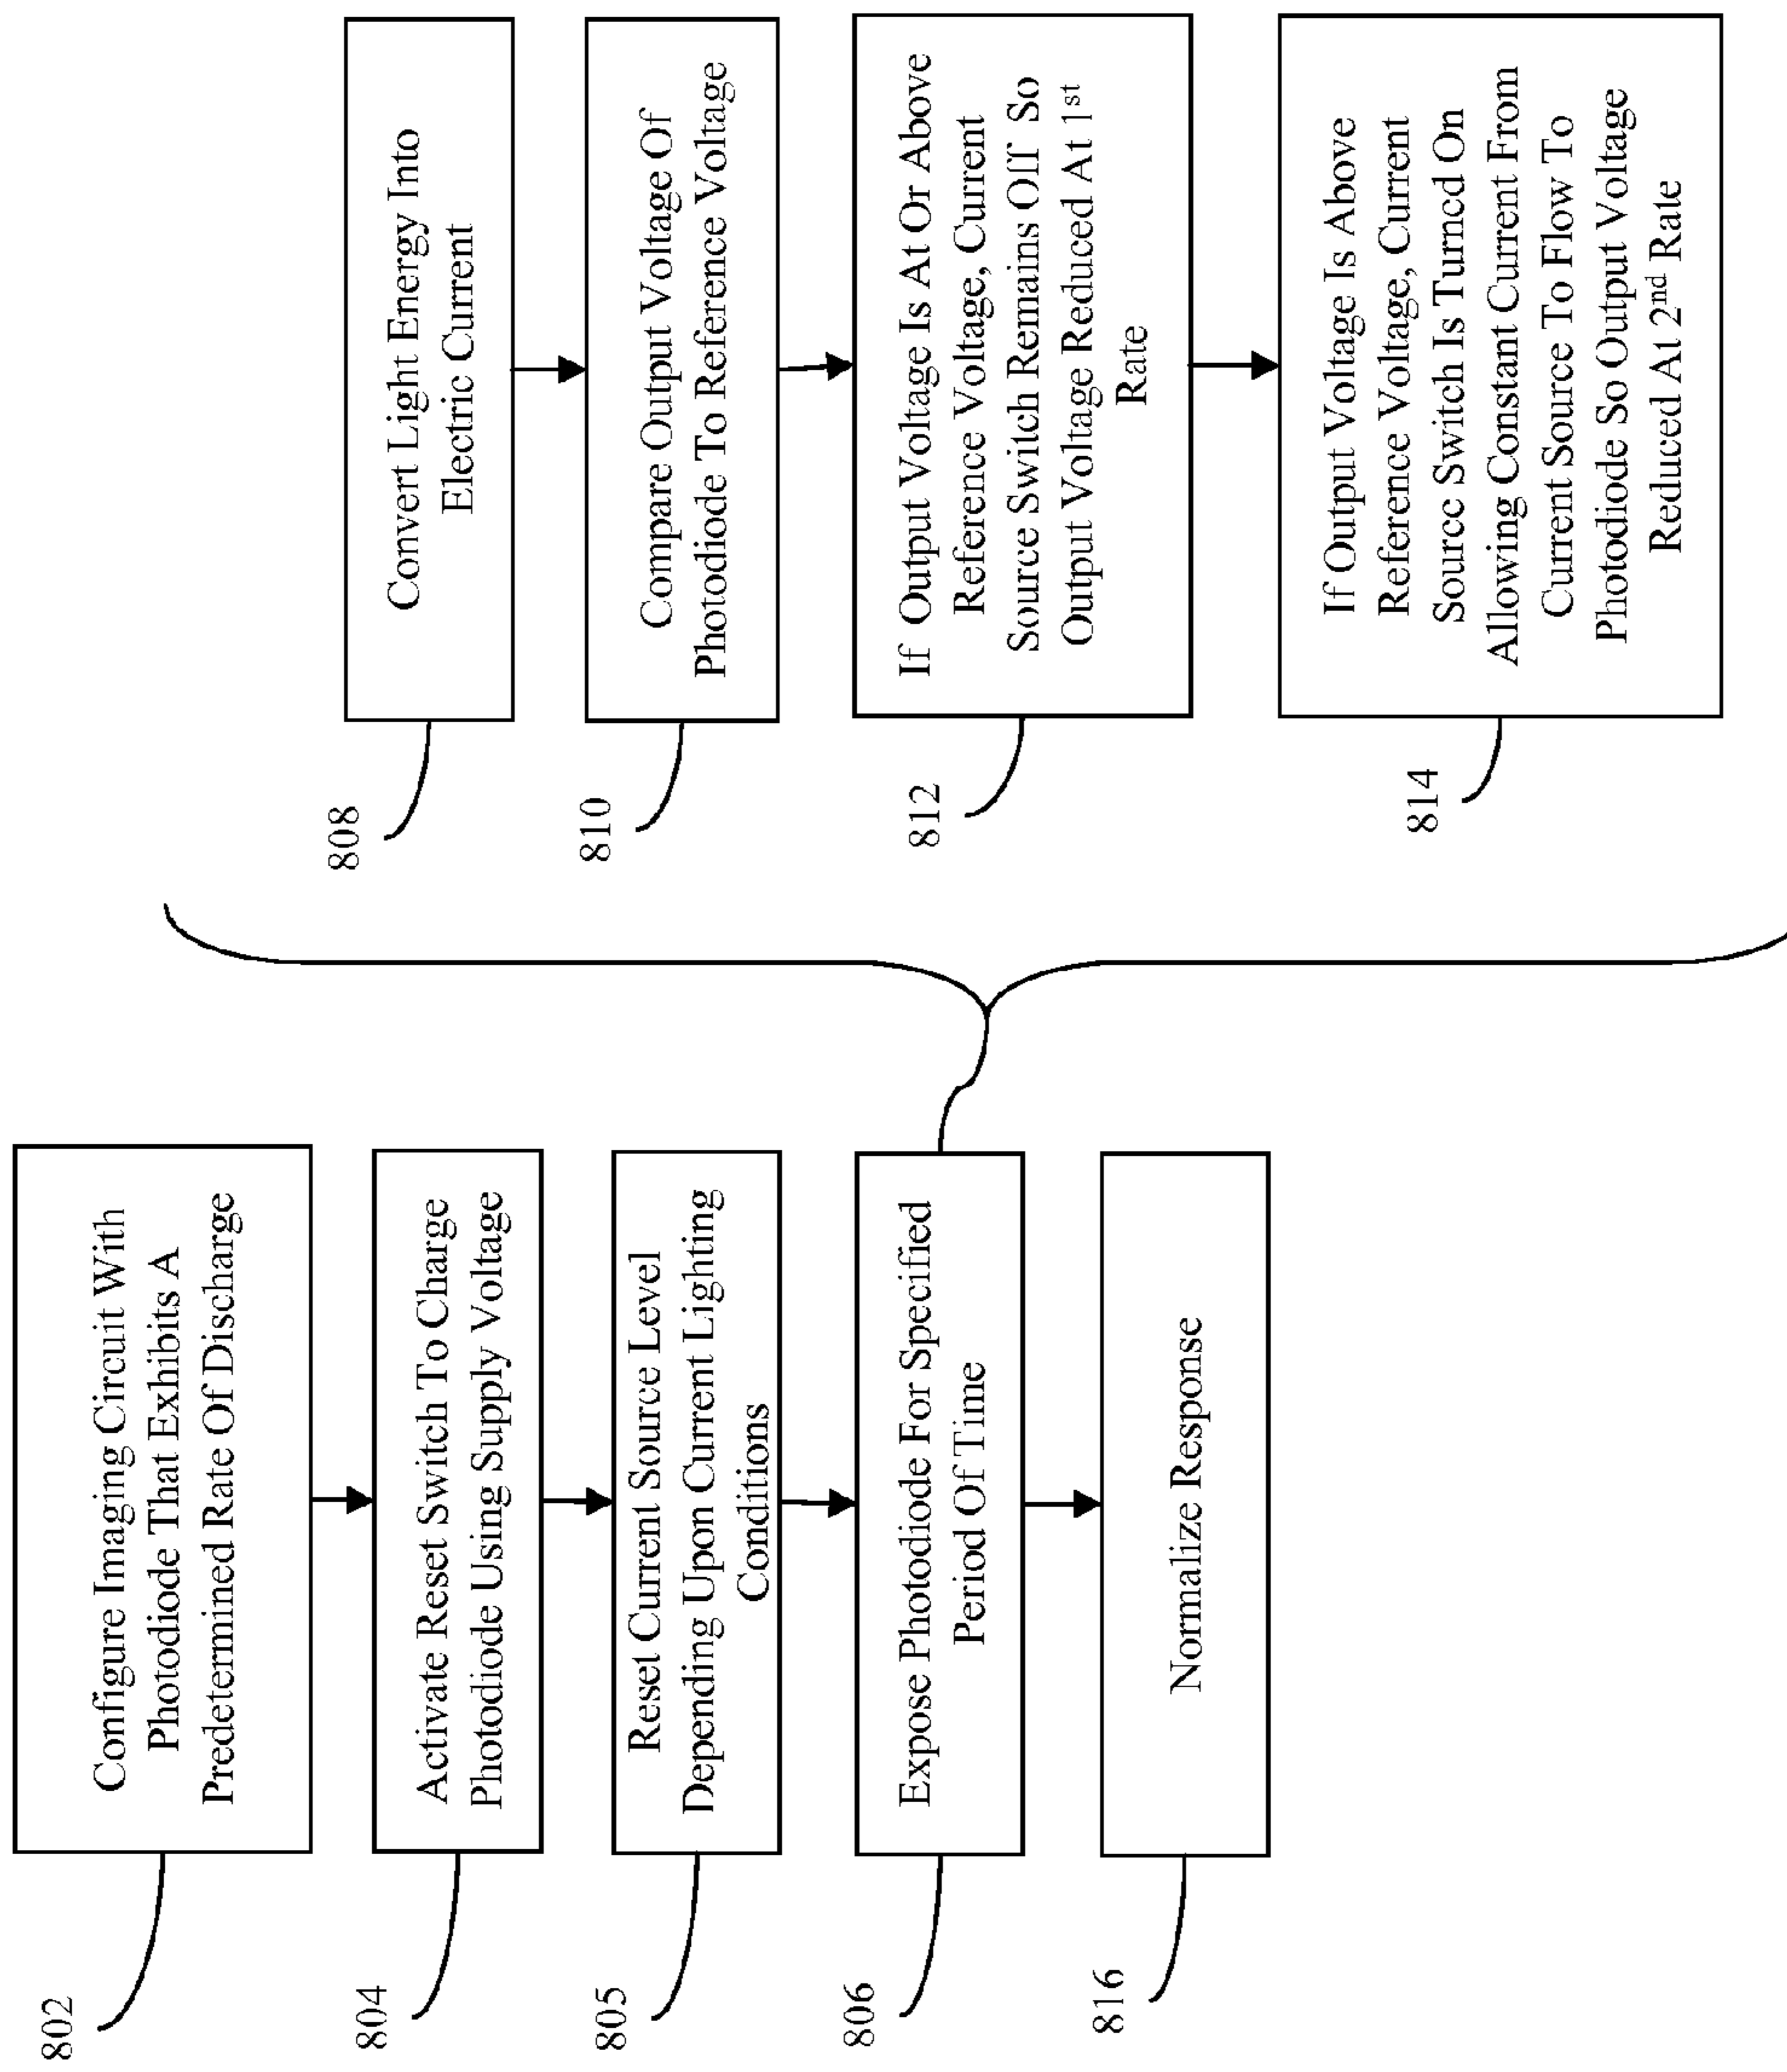 802
Configure Imaging Circuit With
Photodiode That Exhibits A
Predetermined Rate Of Discharge
804
Activate Reset Switch To Charge
Photodiode Using Supply Voltage
805
Reset Current Source Level
Depending Upon Current Lighting
Conditions
806
Expose Photodiode For Specified
Period Of Time
816
Normalize Response
808
Convert Light Energy Into
Electric Current
810
Compare Output Voltage Of
Photodiode To Reference Voltage
812
If Output Voltage Is At Or Above
Reference Voltage, Current
Source Switch Remains Off So
Output Voltage Reduced At 1st
Rate
814
If Output Voltage Is Above
Reference Voltage, Current
Source Switch Is Turned On
Allowing Constant Current From
Current Source To Flow To
Photodiode So Output Voltage
Reduced At 2nd Rate